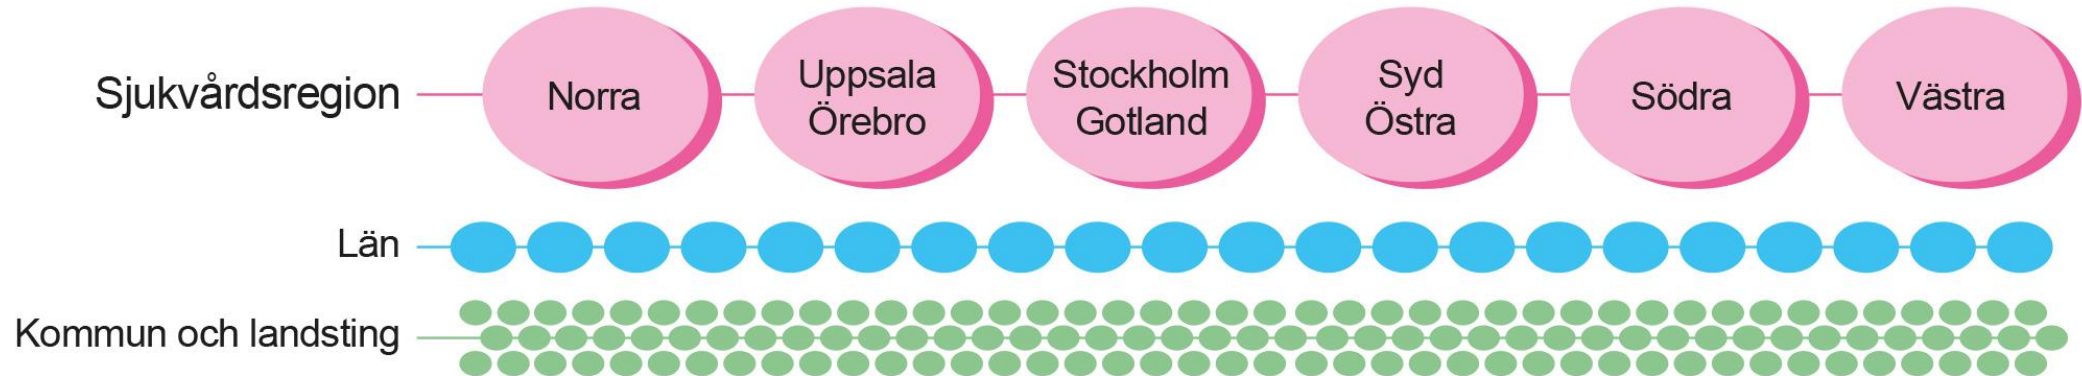 Sjukvårdsregion
Norra
Uppsala
Örebro
Stockholm
Gotland
Syd
Östra
Södra
Västra
Län
Kommun och landsting